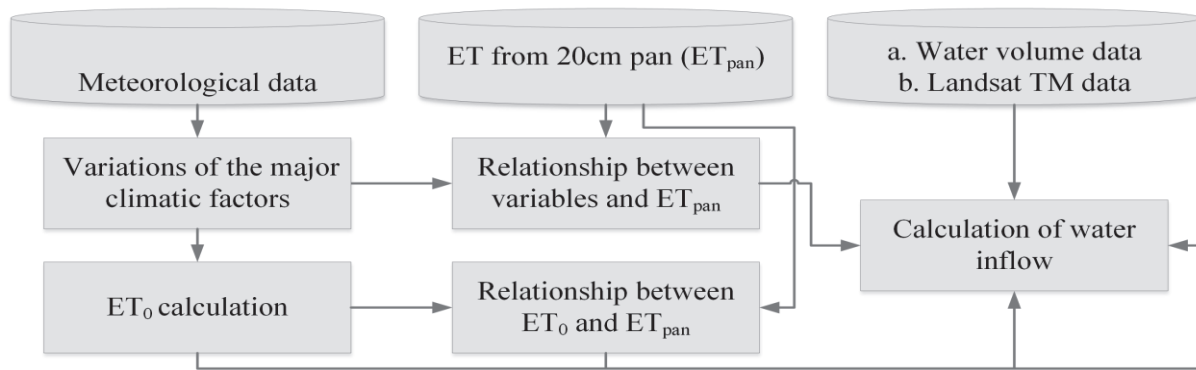 Meteorological data
ET from 20cm pan (ETpan)
a. Water volume data
b. Landsat TM data
Variations of the major
climatic factors
Relationship between
variables and ETpan
Calculation of water
inflow
ET0 calculation
Relationship between
ET0 and ETpan